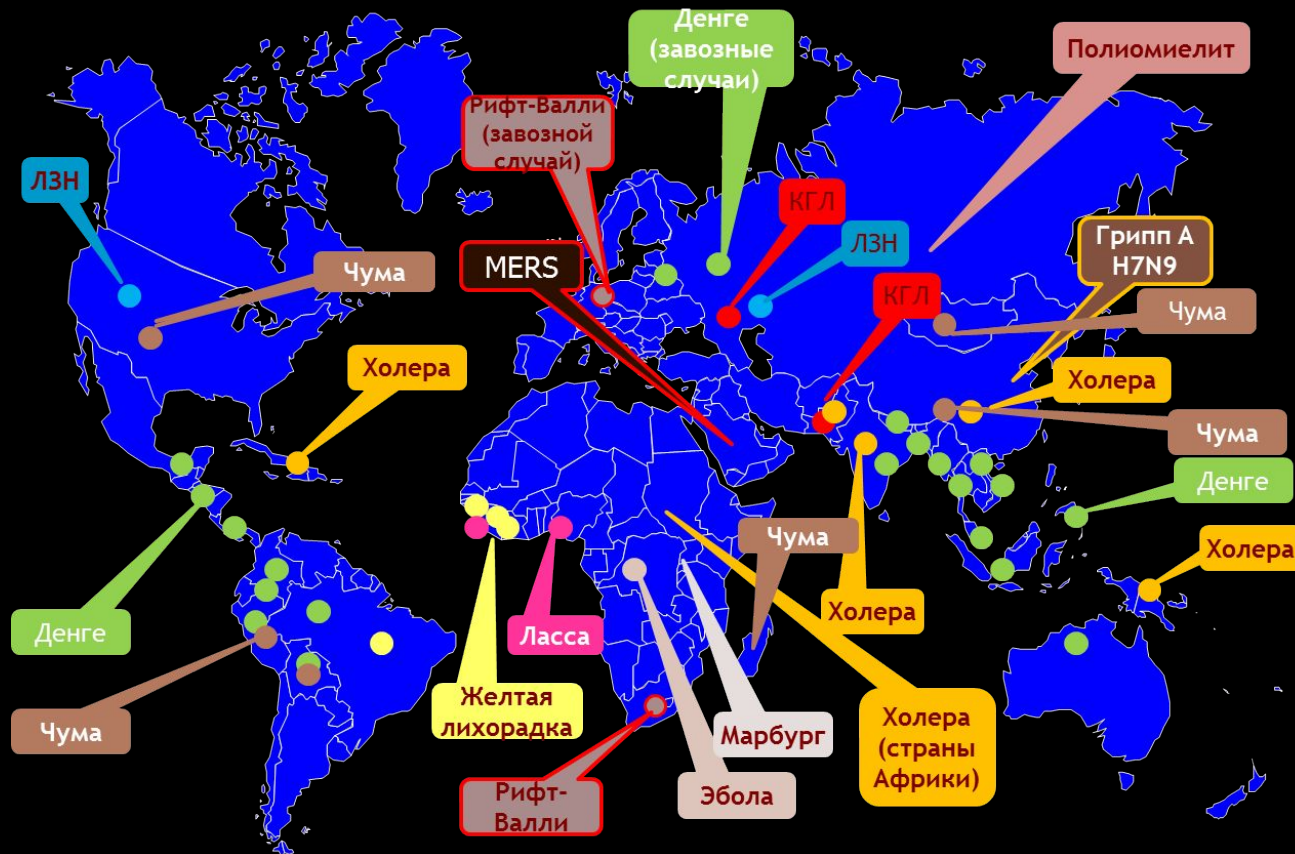 Денге
(завозные
случаи)
Полиомиелит
Рифт-Валли
(завозной
случай)
ЛЗН
КГЛ
ЛЗН
Грипп А
H7N9
MERS
Чума
КГЛ
Чума
Холера
Холера
Чума
Денге
Чума
Холера
Холера
Денге
Ласса
Желтая
лихорадка
Чума
Марбург
Холера
(страны
Африки)
Эбола
Рифт-
Валли